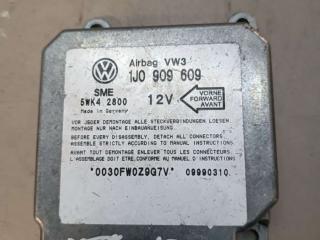 Airbag VW3
1J0 909 609
SME
5WK4 2800
Made in Germany
12V
VORNE
FORWARD
AVANT
VOR JEDER DEMONTAGE ALLE STECKVERBINDUNGEN LOESEN
MONTAGE NUR NACH EINBAUANWEISUNG
BEFORE EVERY DISASSEMBLY, DETACH ALL CONNECTORS
ASSEMBLE STRICTLY ACCORDING TO MANUAL INSTRUCTIONS
AVANT TOUT DEMONTAGE ENLEVER TOUS LES CONNECTEURS
L'ASSEMBLAGE DOIT ETRE CONFORME AU MANUEL D'INSTRUCTION
*0030FW0Z9Q7V* 09990310